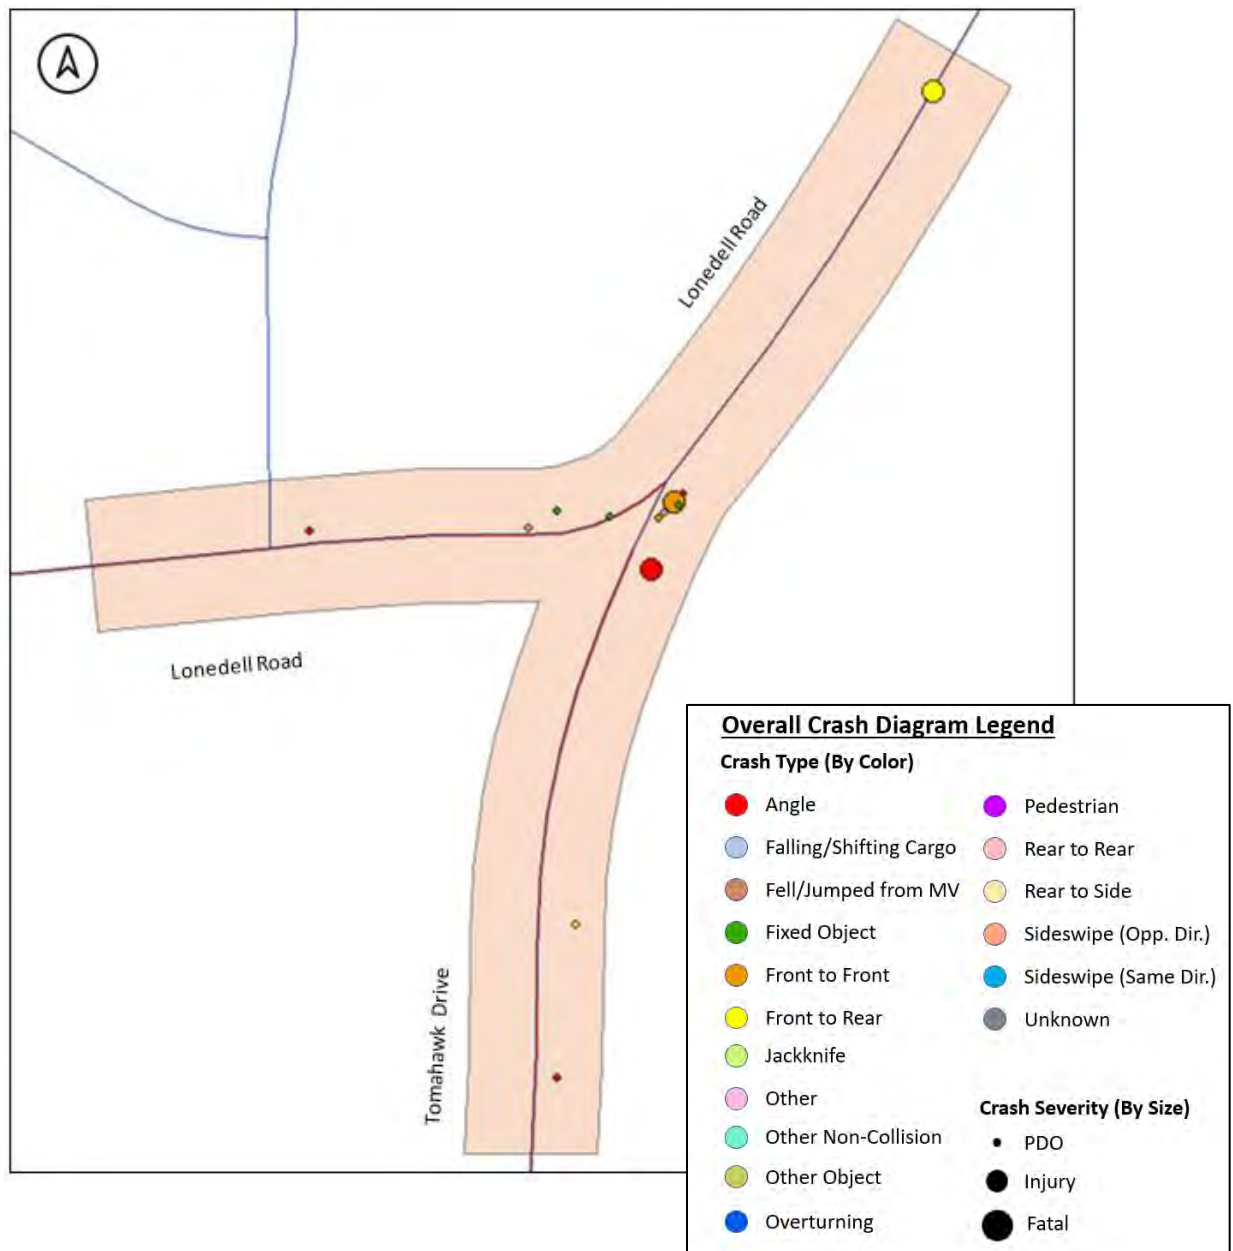 Lonedell Road
Lonedell Road
Tomahawk Drive
Overall Crash Diagram Legend
Crash Type (By Color)
Angle
Falling/Shifting Cargo
Fell/Jumped from MV
Fixed Object
Front to Front
Front to Rear
Jackknife
Other
Other Non-Collision
Other Object
Overturning
Pedestrian
Rear to Rear
Rear to Side
Sideswipe (Opp. Dir.)
Sideswipe (Same Dir.)
Unknown
Crash Severity (By Size)
PDO
Injury
Fatal